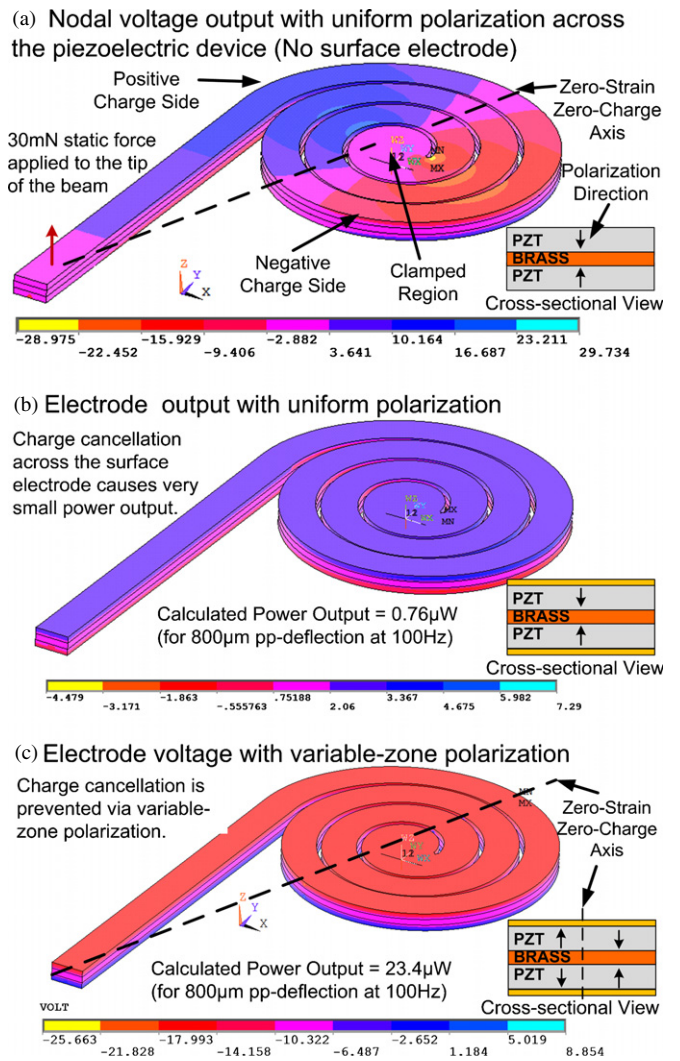 (a) Nodal voltage output with uniform polarization across
the piezoelectric device (No surface electrode)
Positive
Charge Side
Zero-Strain
Zero-Charge
Axis
30mN static force
applied to the tip
of the beam
MN
MX
12
Polarization
Direction
Negative
Charge Side
Clamped
Region
PZT
BRASS
PZT
Cross-sectional View
Z
Y
X
-28.975 -15.929 -2.882 10.164 23.211
-22.452 -9.406 3.641 16.687 29.734
(b) Electrode output with uniform polarization
Charge cancellation
across the surface
electrode causes very
small power output.
MX
12
MN
Calculated Power Output = 0.76µW
(for 800µm pp-deflection at 100Hz)
PZT
BRASS
PZT
Cross-sectional View
-4.479 -1.863 .75188 3.367 5.982
-3.171 -.555763 2.06 4.675 7.29
(c) Electrode voltage with variable-zone polarization
Charge cancellation is
prevented via variable-
zone polarization.
MN
MX
Zero-Strain
Zero-Charge
Axis
12
Z
Y
X
Calculated Power Output = 23.4µW
(for 800µm pp-deflection at 100Hz)
PZT
BRASS
PZT
Cross-sectional View
VOLT
-25.663 -17.993 -10.322 -2.652 5.019
-21.828 -14.158 -6.487 1.184 8.854